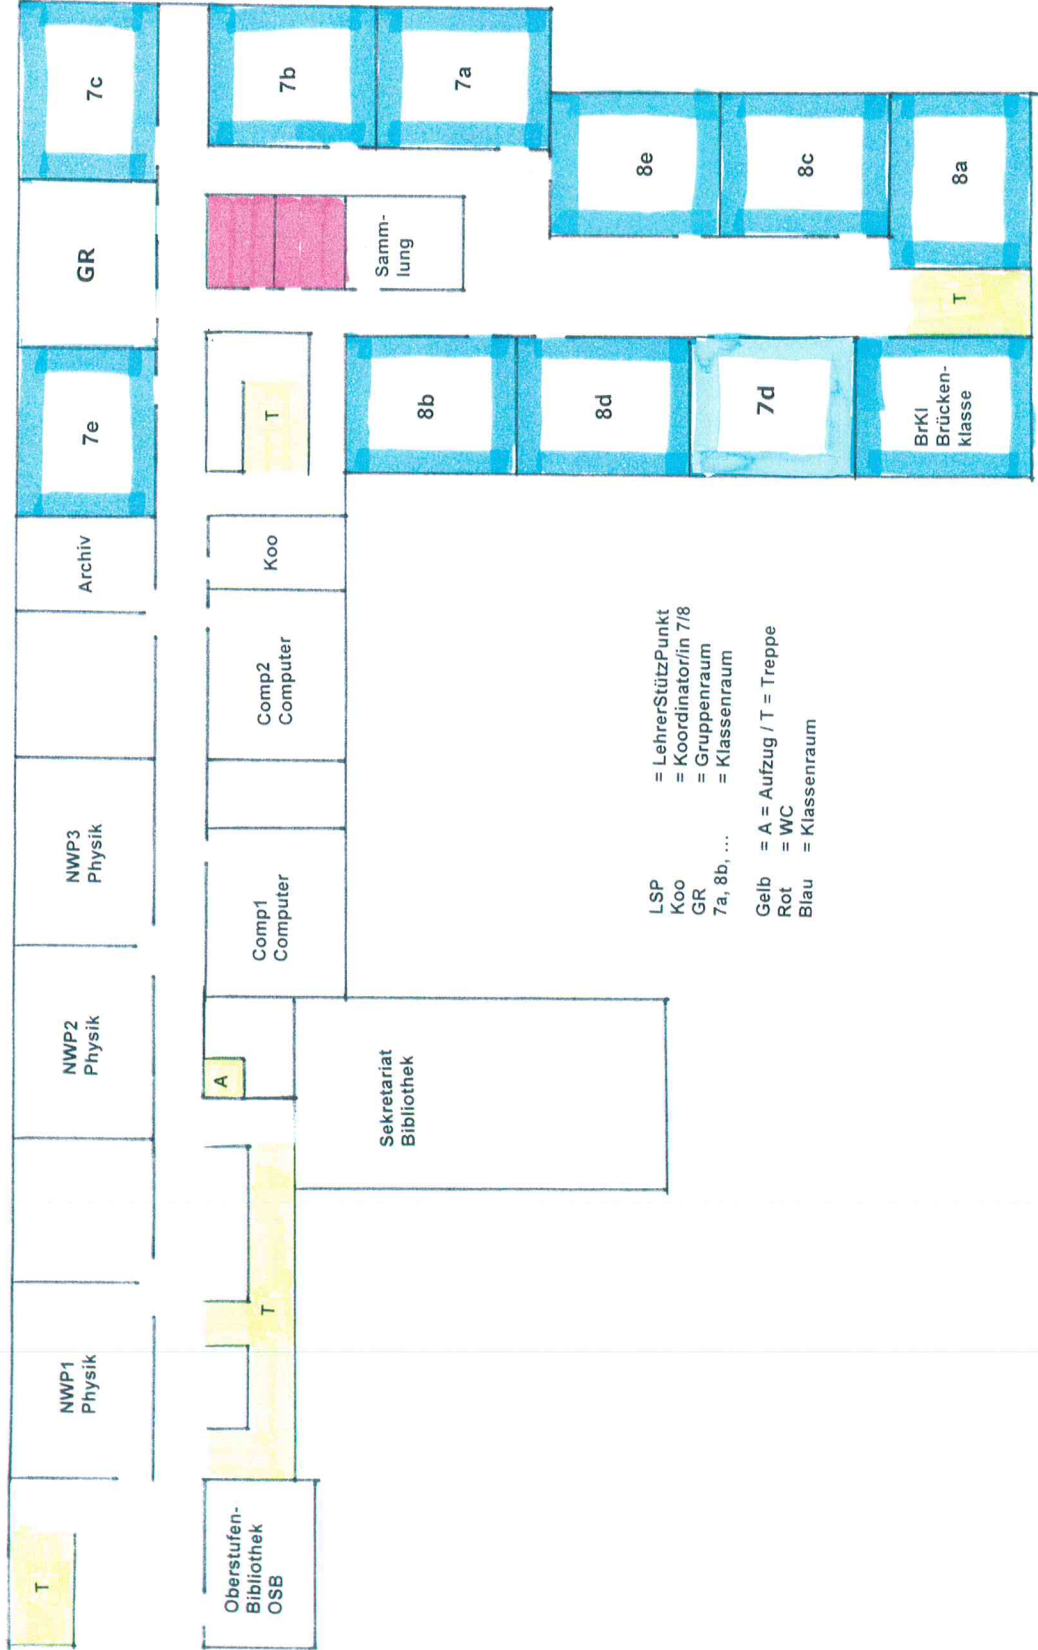 T
NWP1
Physik
NWP2
Physik
NWP3
Physik
Archiv
7e
GR
7c
Oberstufen-
Bibliothek
OSB
T
A
Comp1
Computer
Comp2
Computer
Koo
T
7b
Samm-
lung
7a
Sekretariat
Bibliothek
8b
8d
7d
BrKl
Brücken-
klasse
8e
8c
8a
T
LSP = LehrerStützPunkt
Koo = Koordinator/in 7/8
GR = Gruppenraum
7a, 8b, ... = Klassenraum
Gelb = A = Aufzug / T = Treppe
Rot = WC
Blau = Klassenraum